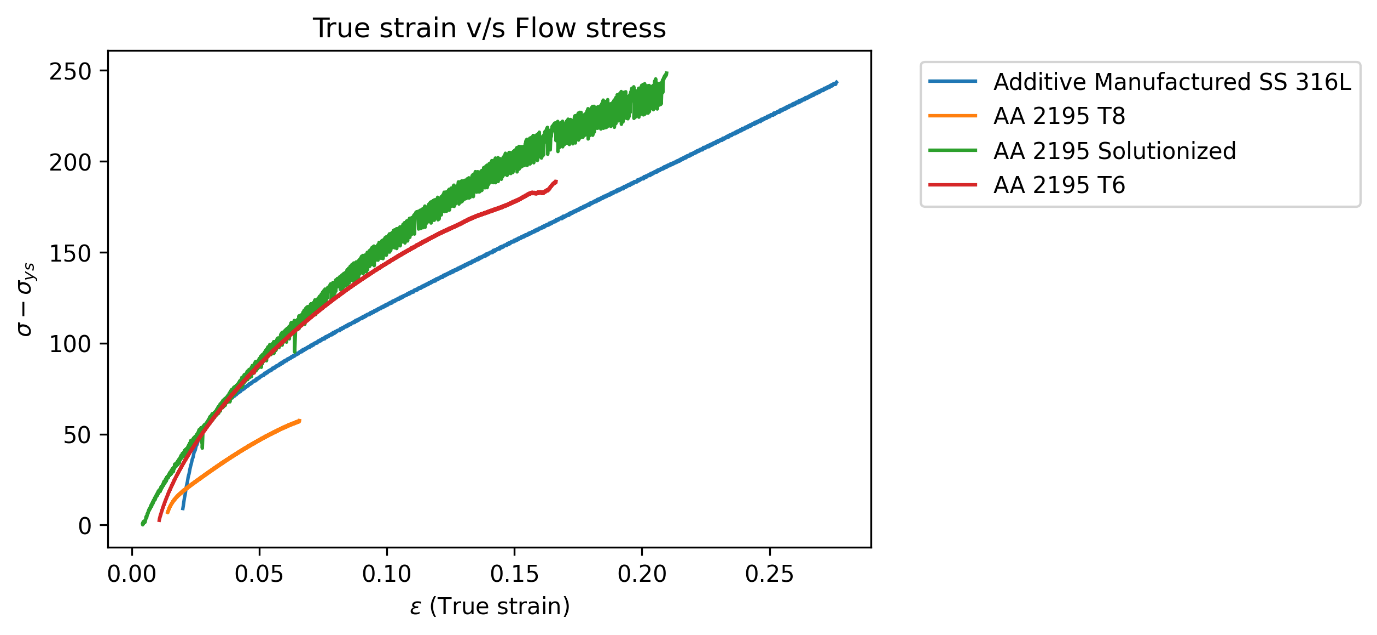 True strain v/s Flow stress
250
200
150
100
50
0
σ − σys
0.00 0.05 0.10 0.15 0.20 0.25
ε (True strain)
Additive Manufactured SS 316L
AA 2195 T8
AA 2195 Solutionized
AA 2195 T6